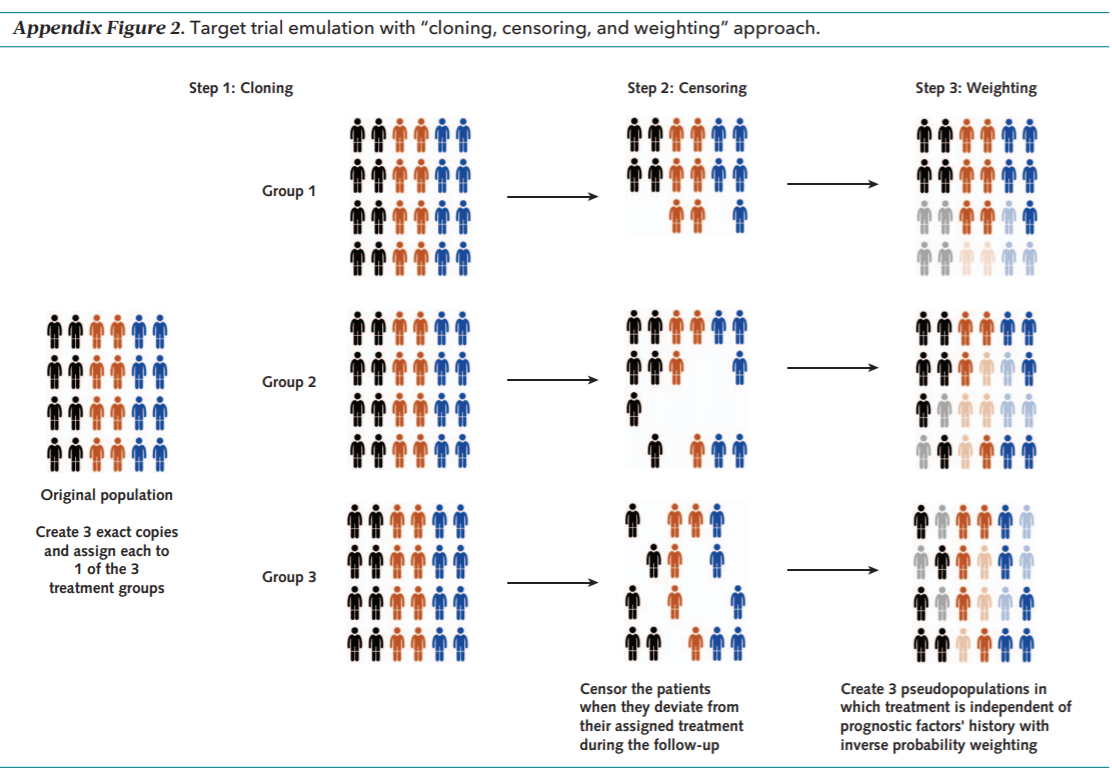 Appendix Figure 2. Target trial emulation with “cloning, censoring, and weighting” approach.
Step 1: Cloning
Step 2: Censoring
Step 3: Weighting
Group 1
Group 2
Group 3
Original population
Create 3 exact copies
and assign each to
1 of the 3
treatment groups
Censor the patients
when they deviate from
their assigned treatment
during the follow-up
Create 3 pseudopopulations in
which treatment is independent of
prognostic factors' history with
inverse probability weighting